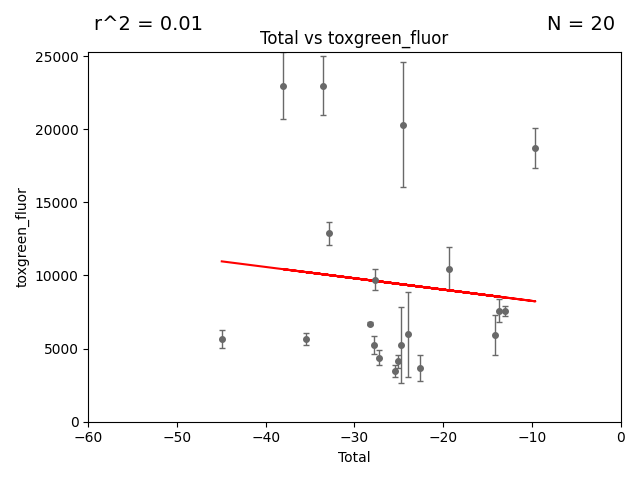 r^2 = 0.01
N = 20
Total vs toxgreen_fluor
25000
20000
15000
10000
5000
0
toxgreen_fluor
−60
−50
−40
−30
−20
−10
0
Total